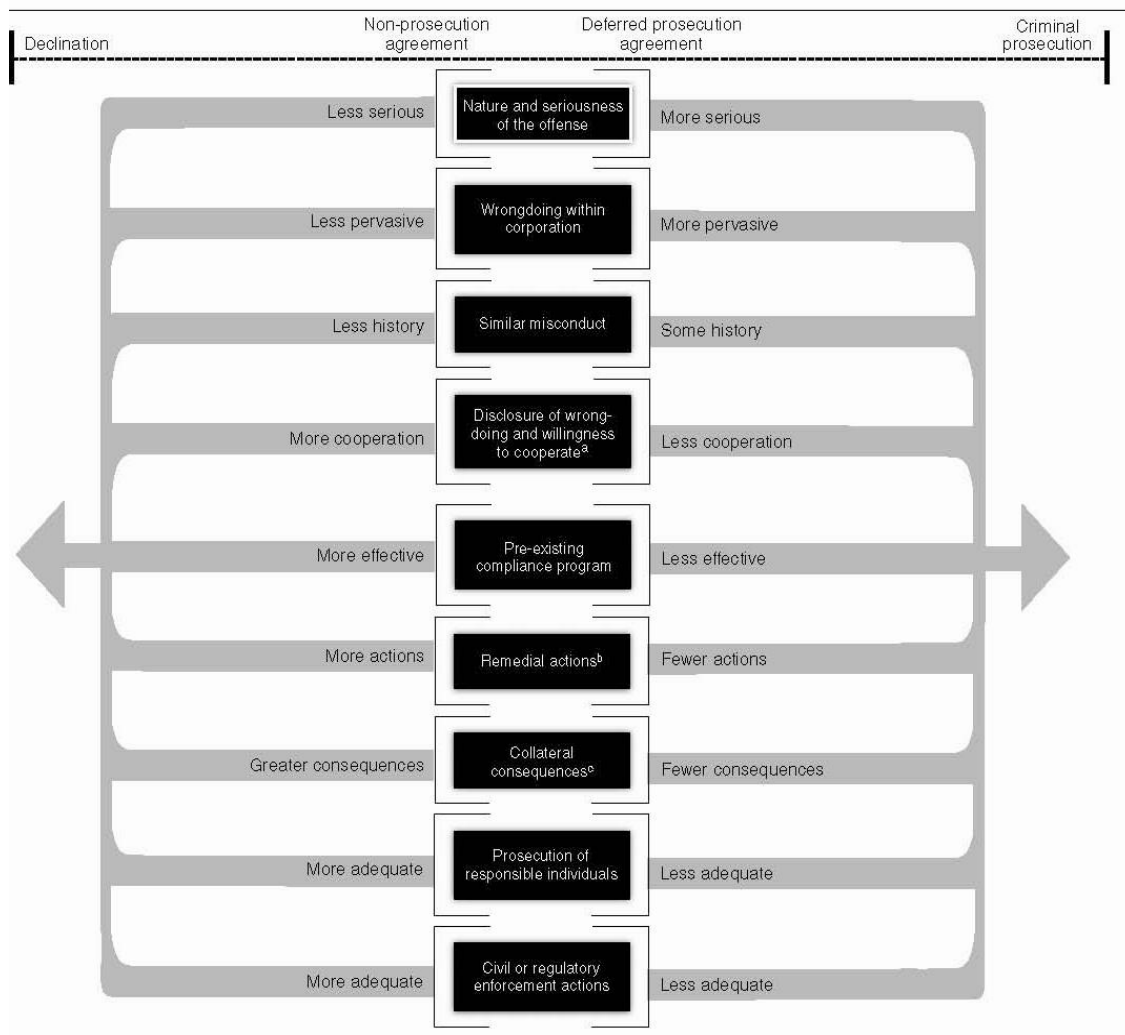 Declination
Non-prosecution
agreement
Deferred prosecution
agreement
Criminal
prosecution
Less serious
Nature and seriousness
of the offense
More serious
Less pervasive
Wrongdoing within
corporation
More pervasive
Less history
Similar misconduct
Some history
More cooperation
Disclosure of wrong-
doing and willingness
to cooperateᵃ
Less cooperation
More effective
Pre-existing
compliance program
Less effective
More actions
Remedial actionsᵇ
Fewer actions
Greater consequences
Collateral
consequencesᶜ
Fewer consequences
More adequate
Prosecution of
responsible individuals
Less adequate
More adequate
Civil or regulatory
enforcement actions
Less adequate